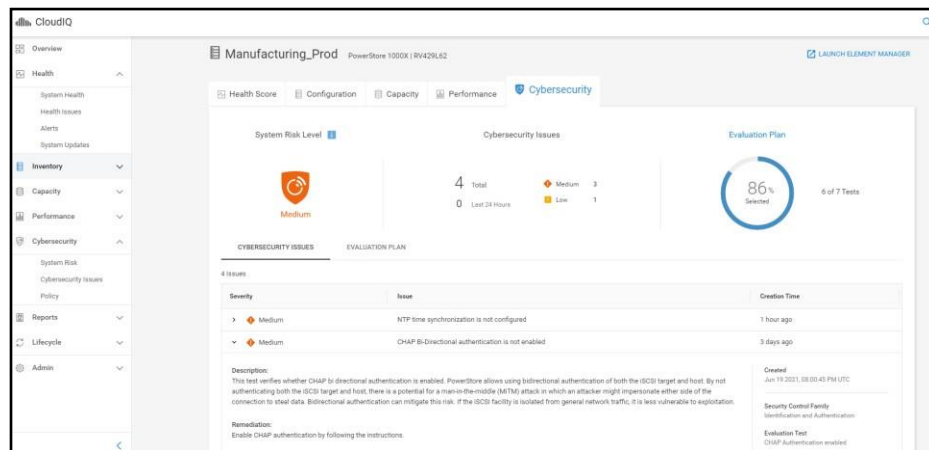 CloudIQ
Overview
Health
System Health
Health Issues
Alerts
System Updates
Inventory
Capacity
Performance
Cybersecurity
System Risk
Cybersecurity Issues
Policy
Reports
Lifecycle
Admin
Manufacturing_Prod PowerStore 1000X | RV429L62
LAUNCH ELEMENT MANAGER
Health Score Configuration Capacity Performance Cybersecurity
System Risk Level
Medium
Cybersecurity Issues
4 Total
0 Last 24 Hours
Medium 3
Low 1
Evaluation Plan
86%
Selected
6 of 7 Tests
CYBERSECURITY ISSUES EVALUATION PLAN
4 Issues
Severity Issue Creation Time
Medium NTP time synchronization is not configured 1 hour ago
Medium CHAP Bi-Directional authentication is not enabled 3 days ago
Description:
This test verifies whether CHAP bi directional authentication is enabled. PowerStore allows using bidirectional authentication of both the iSCSI target and host. By not
authenticating both the iSCSI target and host, there is a potential for a man-in-the-middle (MiTM) attack in which an attacker might impersonate either side of the
connection to steal data. Bidirectional authentication can mitigate this risk. If the iSCSI facility is isolated from general network traffic, it is less vulnerable to exploitation.
Remediation:
Enable CHAP authentication by following the instructions.
Created
Jun 19 2021, 08:00:45 PM UTC
Security Control Family
Identification and Authentication
Evaluation Test
CHAP Authentication enabled